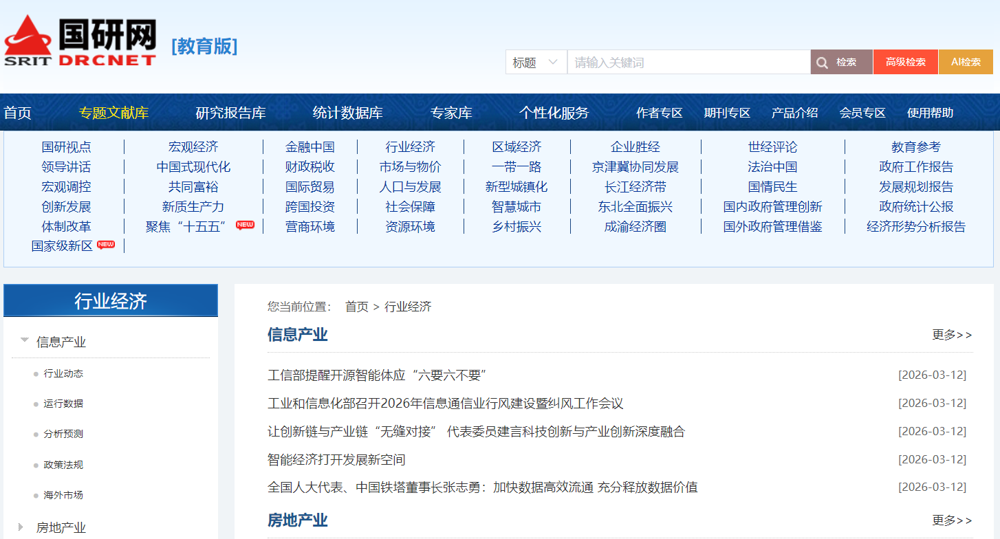 国研网
SRIT DRCNET
[教育版]
标题 请输入关键词 检索 高级检索 AI检索
首页 专题文献库 研究报告库 统计数据库 专家库 个性化服务 作者专区 期刊专区 产品介绍 会员专区 使用帮助
国研视点 宏观经济 金融中国 行业经济 区域经济 企业胜经 世经评论 教育参考
领导讲话 中国式现代化 财政税收 市场与物价 一带一路 京津冀协同发展 法治中国 政府工作报告
宏观调控 共同富裕 国际贸易 人口与发展 新型城镇化 长江经济带 国情民生 发展规划报告
创新发展 新质生产力 跨国投资 社会保障 智慧城市 东北全面振兴 国内政府管理创新 政府统计公报
体制改革 聚焦“十五五” NEW 营商环境 资源环境 乡村振兴 成渝经济圈 国外政府管理借鉴 经济形势分析报告
国家级新区 NEW
行业经济
信息产业
行业动态
运行数据
分析预测
政策法规
海外市场
房地产业
您当前位置： 首页 > 行业经济
信息产业 更多>>
工信部提醒开源智能体应“六要六不要” [2026-03-12]
工业和信息化部召开2026年信息通信业行风建设暨纠风工作会议 [2026-03-12]
让创新链与产业链“无缝对接” 代表委员建言科技创新与产业创新深度融合 [2026-03-12]
智能经济打开发展新空间 [2026-03-12]
全国人大代表、中国铁塔董事长张志勇：加快数据高效流通 充分释放数据价值 [2026-03-12]
房地产业 更多>>